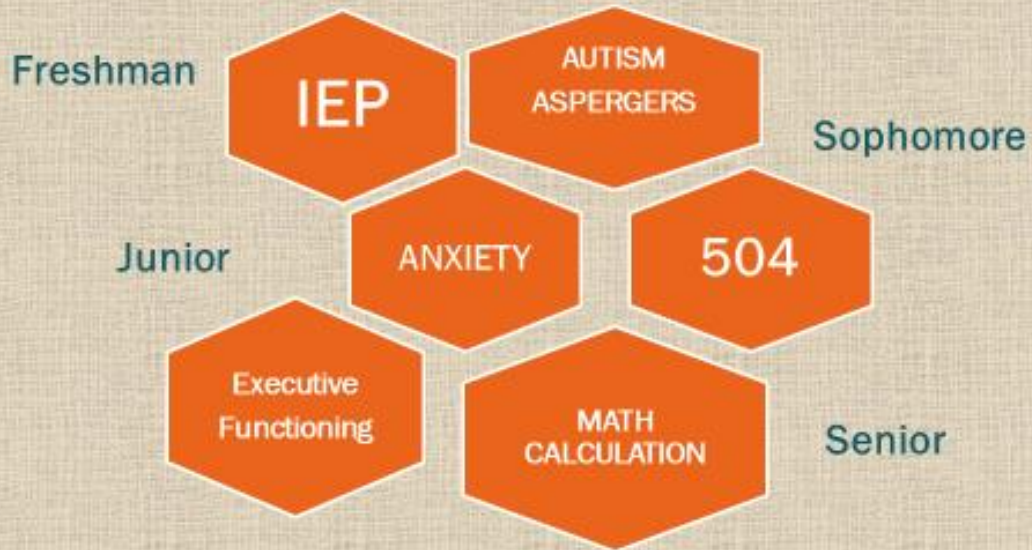 Freshman
IEP
AUTISM
ASPERGERS
Sophomore
Junior
ANXIETY
504
Executive
Functioning
MATH
CALCULATION
Senior